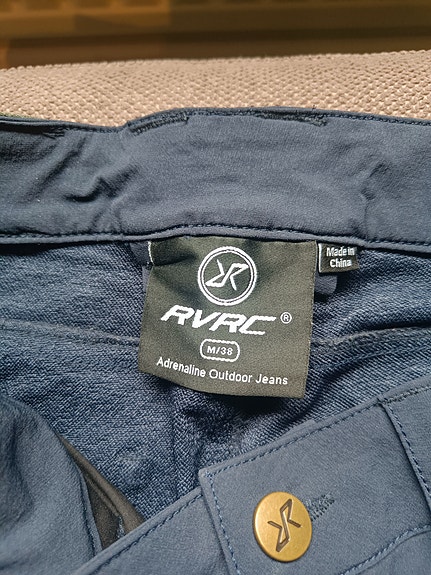 Made in
China
RVRC ®
M/38
Adrenaline Outdoor Jeans